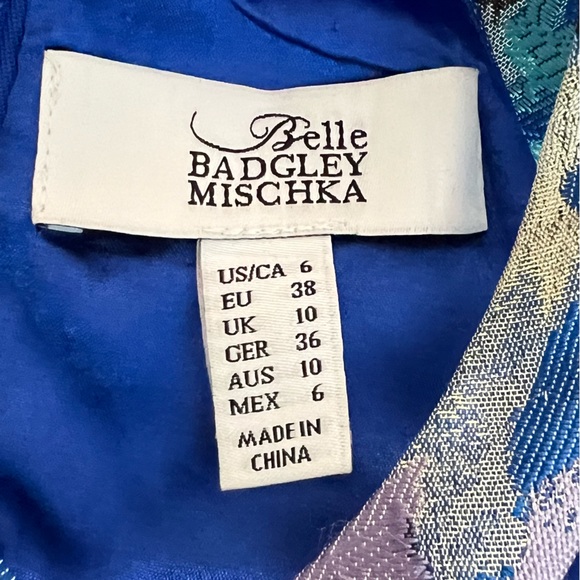 Belle
BADGLEY
MISCHKA
US/CA 6
EU 38
UK 10
GER 36
AUS 10
MEX 6
MADE IN
CHINA